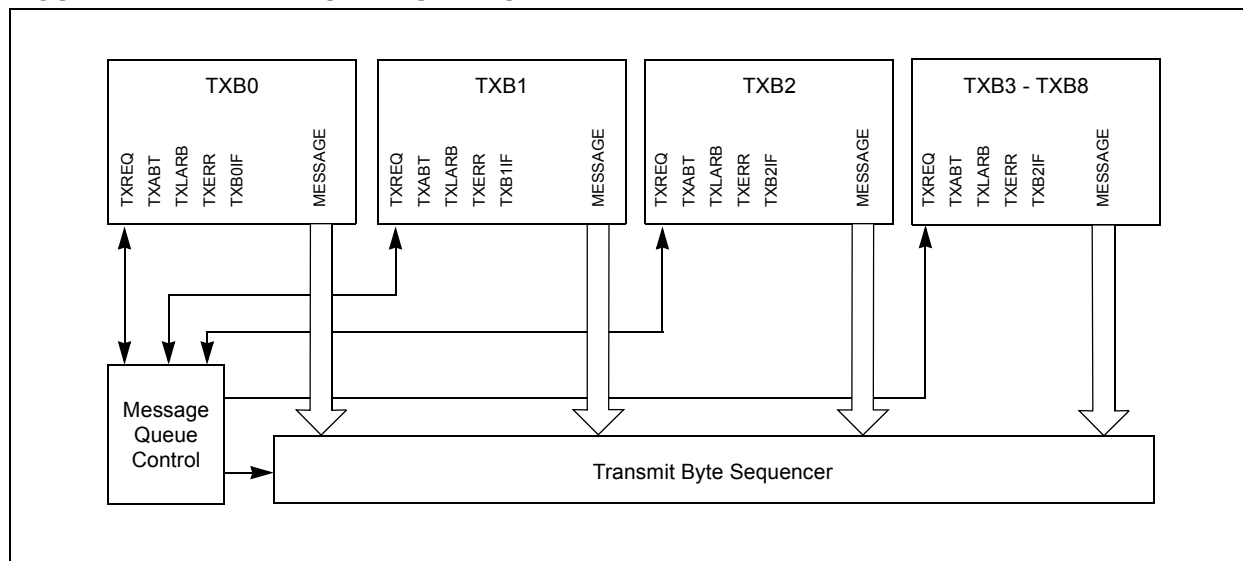 TXB0
TXREQ
TXABT
TXLARB
TXERR
TXB0IF
MESSAGE
TXB1
TXREQ
TXABT
TXLARB
TXERR
TXB1IF
MESSAGE
TXB2
TXREQ
TXABT
TXLARB
TXERR
TXB2IF
MESSAGE
TXB3 - TXB8
TXREQ
TXABT
TXLARB
TXERR
TXB2IF
MESSAGE
Message
Queue
Control
Transmit Byte Sequencer